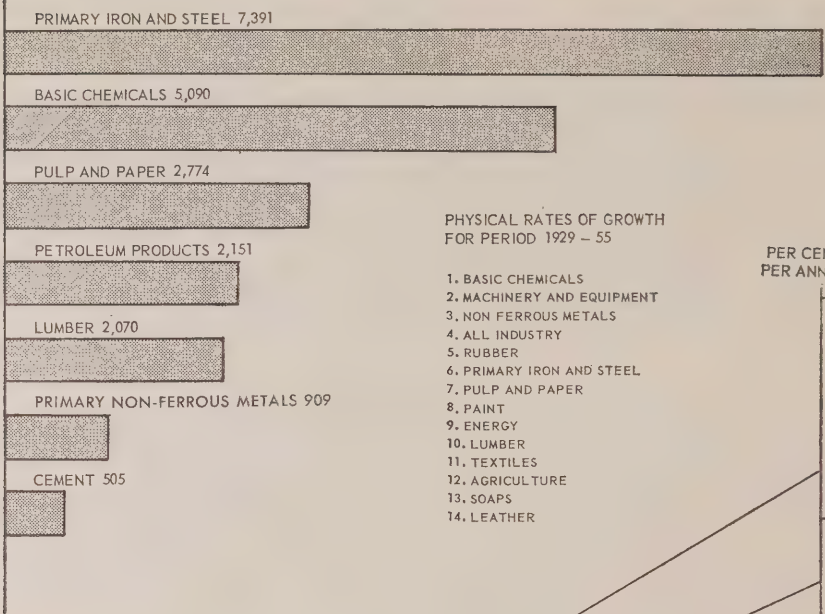 PRIMARY IRON AND STEEL 7,391
BASIC CHEMICALS 5,090
PULP AND PAPER 2,774
PETROLEUM PRODUCTS 2,151
LUMBER 2,070
PRIMARY NON-FERROUS METALS 909
CEMENT 505
PHYSICAL RATES OF GROWTH
FOR PERIOD 1929 – 55
1. BASIC CHEMICALS
2. MACHINERY AND EQUIPMENT
3. NON FERROUS METALS
4. ALL INDUSTRY
5. RUBBER
6. PRIMARY IRON AND STEEL
7. PULP AND PAPER
8. PAINT
9. ENERGY
10. LUMBER
11. TEXTILES
12. AGRICULTURE
13. SOAPS
14. LEATHER
PER
PER